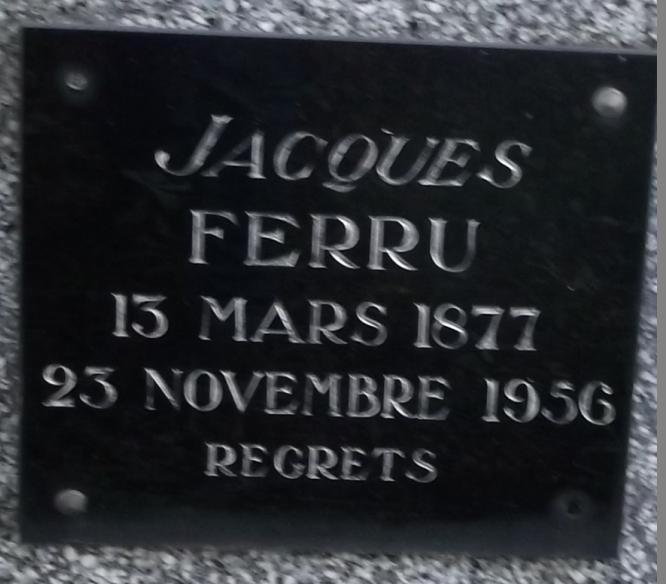 JACQUES
FERRU
13 MARS 1877
23 NOVEMBRE 1956
REGRETS